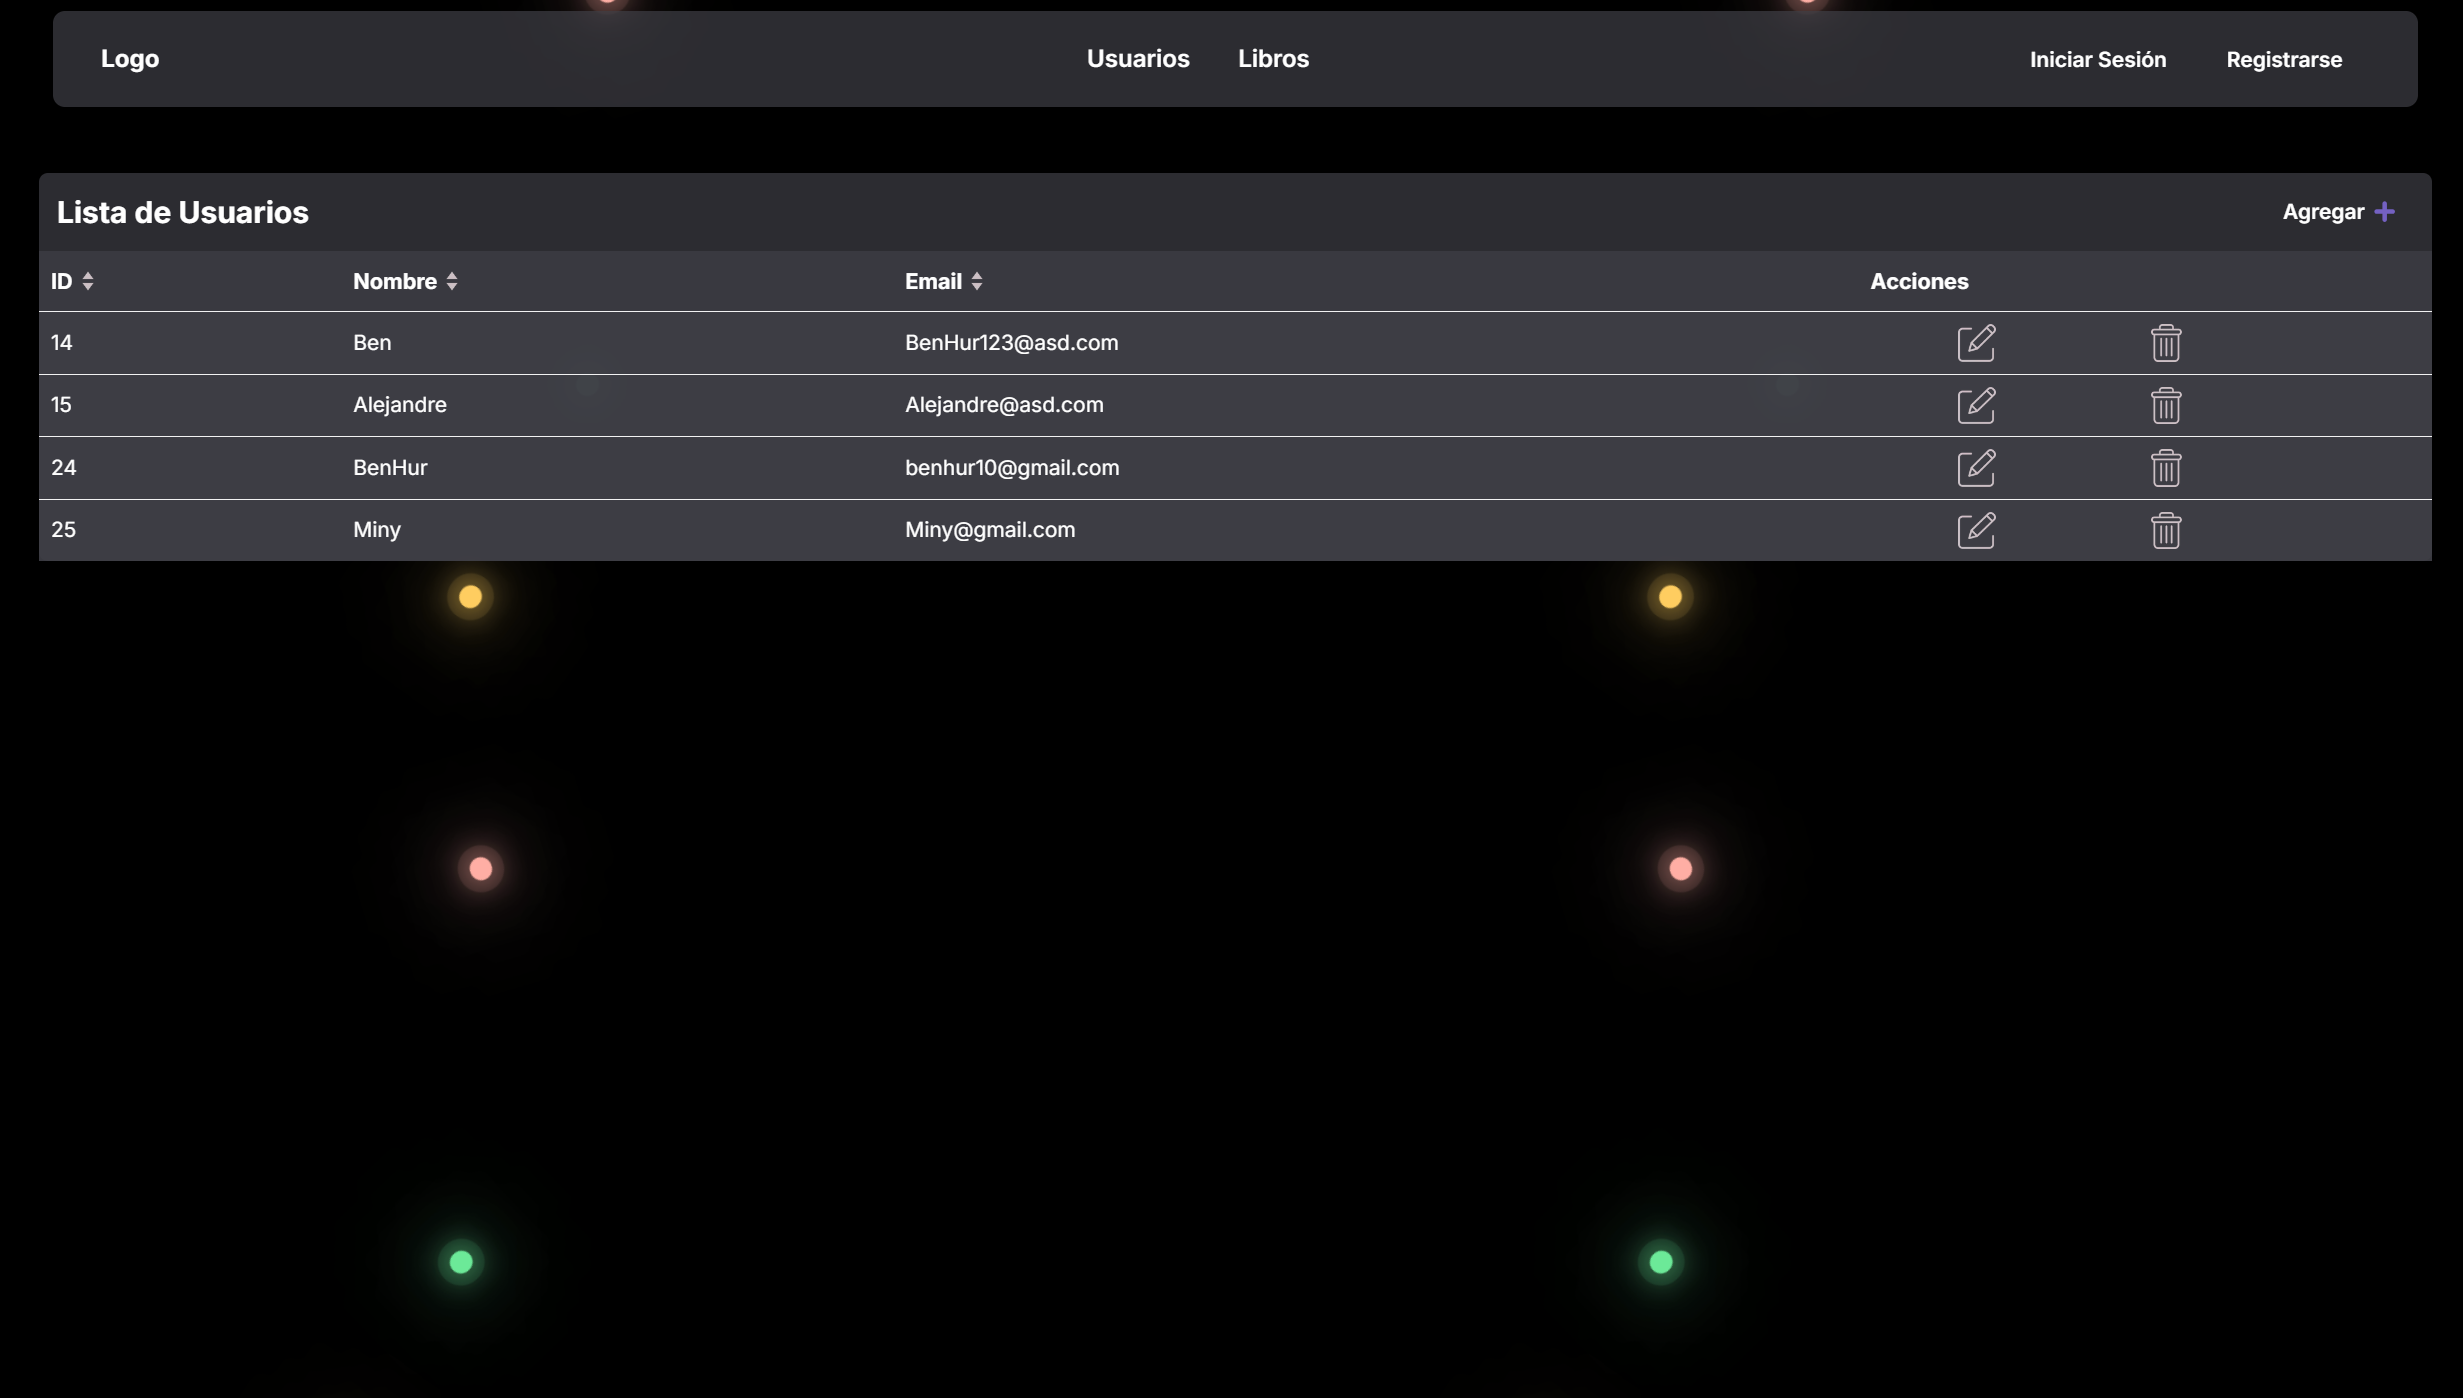 Logo Usuarios Libros Iniciar Sesión Registrarse
Lista de Usuarios Agregar
ID Nombre Email Acciones
14 Ben BenHur123@asd.com
15 Alejandre Alejandre@asd.com
24 BenHur benhur10@gmail.com
25 Miny Miny@gmail.com